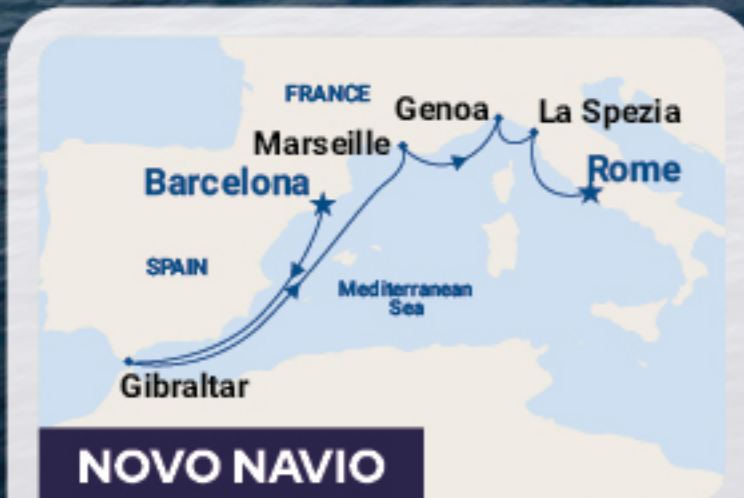 FRANCE
Genoa
La Spezia
Marseille
Rome
Barcelona
SPAIN
Mediterranean
Sea
Gibraltar
NOVO NAVIO